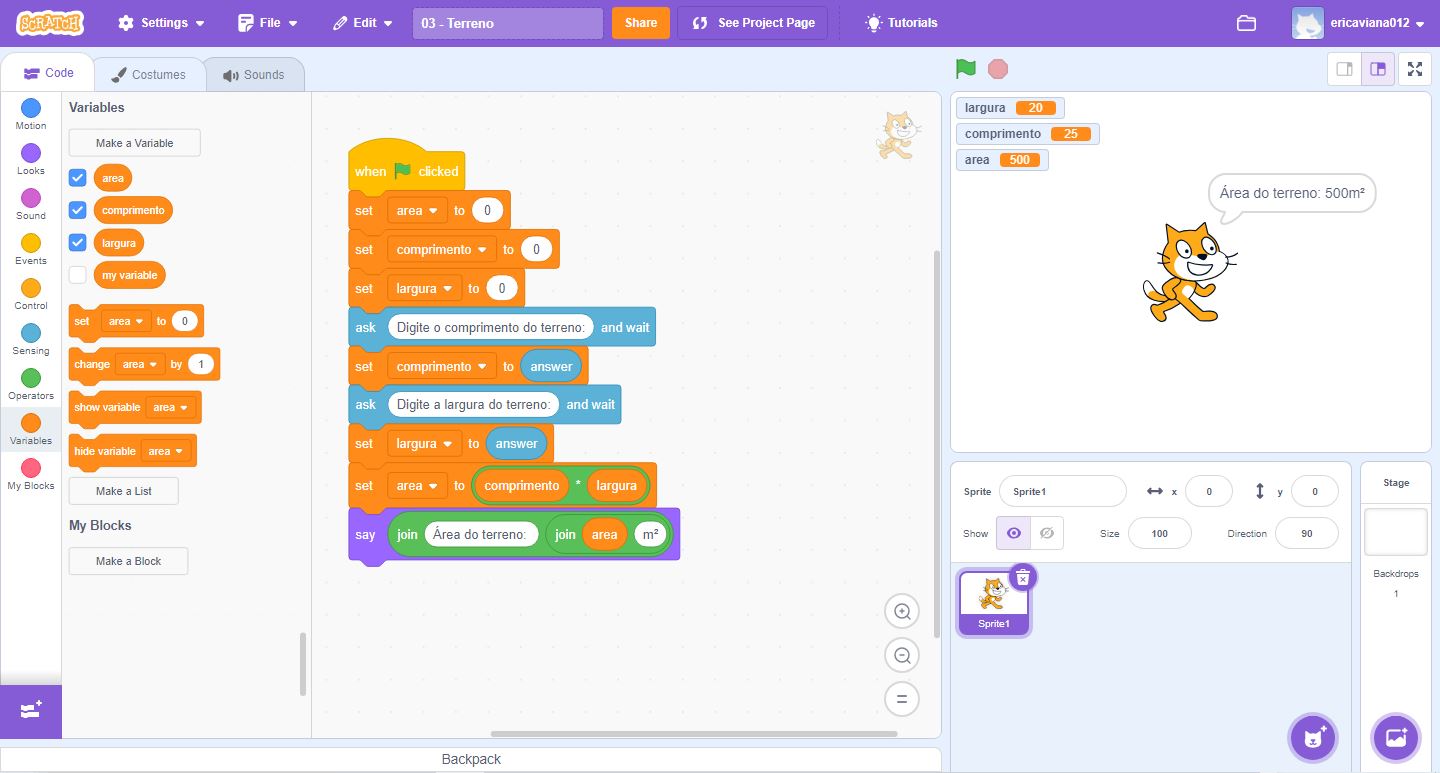 SCRATCH Settings File Edit 03 - Terreno Share See Project Page Tutorials ericaviana012
Code Costumes Sounds
Motion
Looks
Sound
Events
Control
Sensing
Operators
Variables
My Blocks
Variables
Make a Variable
area
comprimento
largura
my variable
set area to 0
change area by 1
show variable area
hide variable area
Make a List
My Blocks
Make a Block
when clicked
set area to 0
set comprimento to 0
set largura to 0
ask Digite o comprimento do terreno: and wait
set comprimento to answer
ask Digite a largura do terreno: and wait
set largura to answer
set area to comprimento * largura
say join Área do terreno: join area m²
Backpack
largura 20
comprimento 25
area 500
Área do terreno: 500m²
Sprite Sprite1 x 0 y 0
Show Size 100 Direction 90
Sprite1
Stage
Backdrops
1